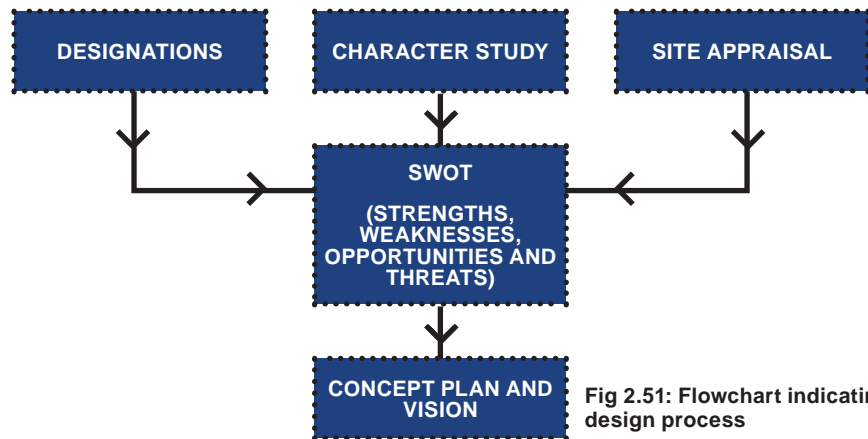 DESIGNATIONS
CHARACTER STUDY
SITE APPRAISAL
SWOT
(STRENGTHS,
WEAKNESSES,
OPPORTUNITIES AND
THREATS)
CONCEPT PLAN AND
VISION
Fig 2.51: Flowchart indicatin
design process